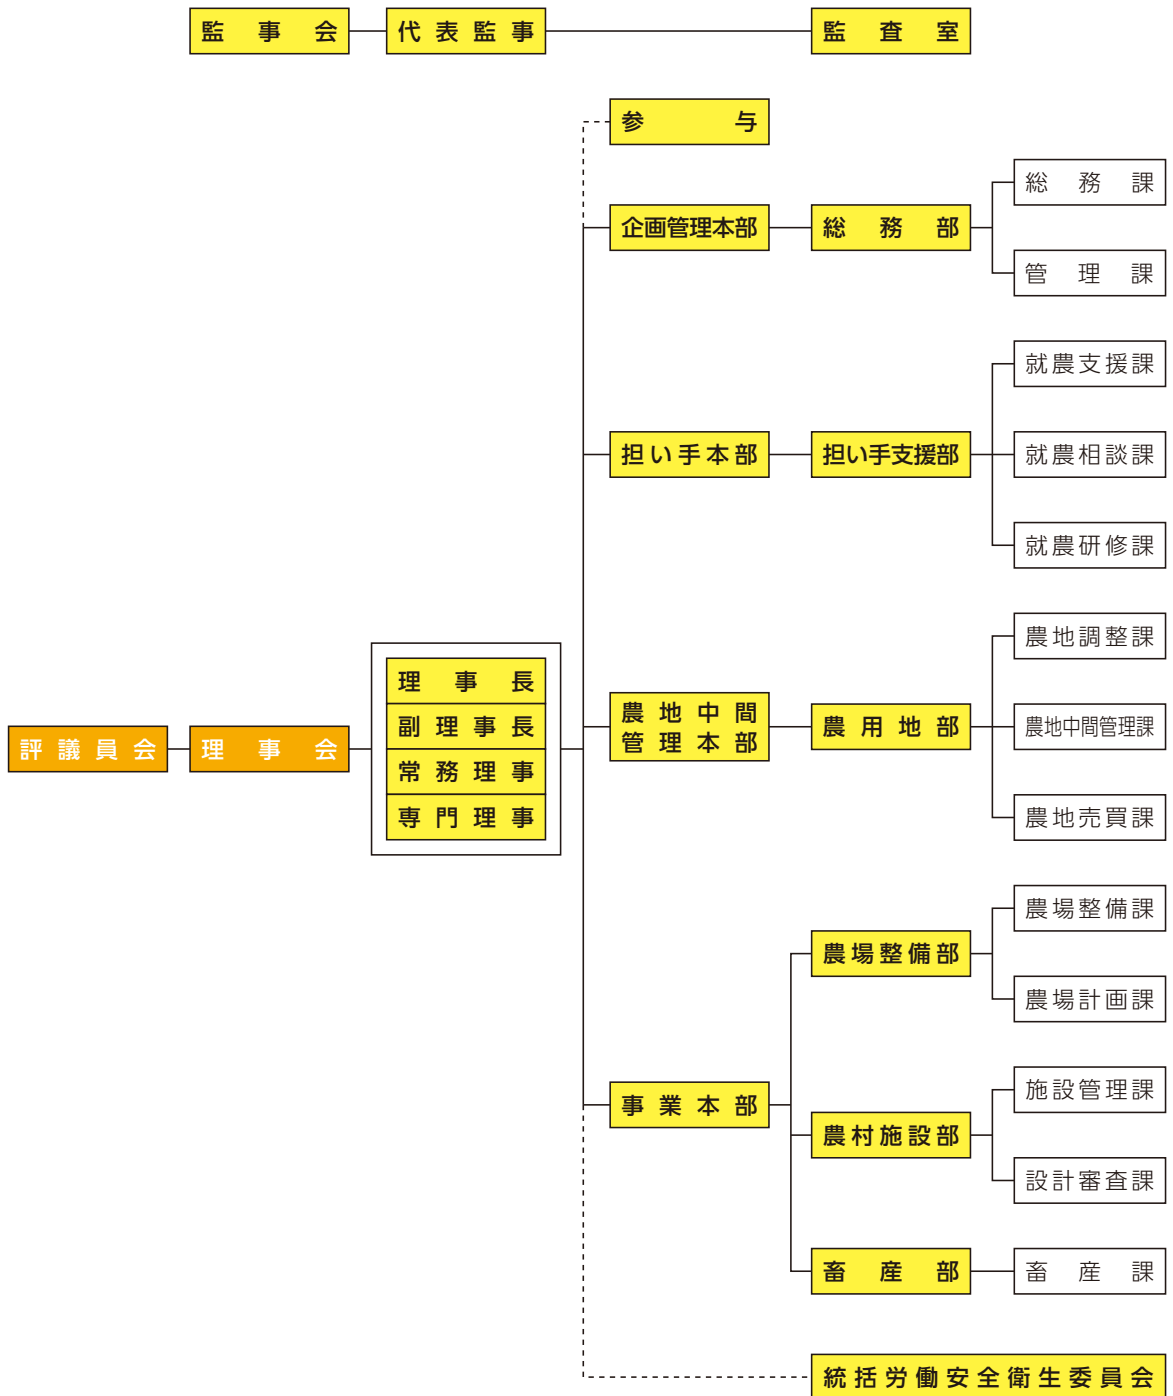 監事会
代表監事
監査室
参与
企画管理本部
総務部
総務課
管理課
担い手本部
担い手支援部
就農支援課
就農相談課
就農研修課
評議員会
理事会
理事長
副理事長
常務理事
専門理事
農地中間
管理本部
農用地部
農地調整課
農地中間管理課
農地売買課
事業本部
農場整備部
農場整備課
農場計画課
農村施設部
施設管理課
設計審査課
畜産部
畜産課
統括労働安全衛生委員会